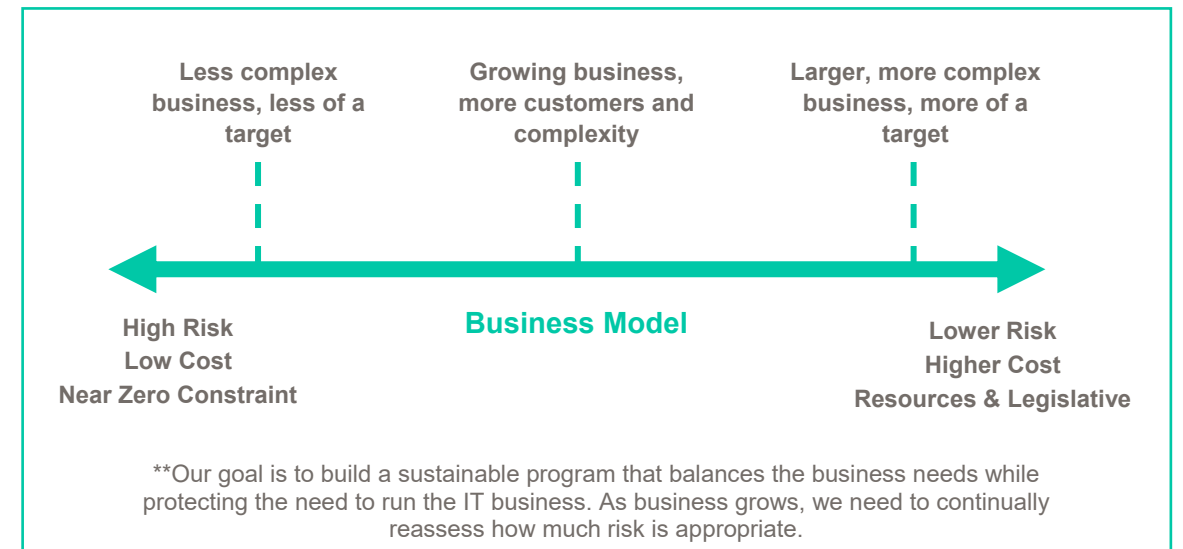 Less complex
business, less of a
target
Growing business,
more customers and
complexity
Larger, more complex
business, more of a
target
Business Model
High Risk
Low Cost
Near Zero Constraint
Lower Risk
Higher Cost
Resources & Legislative
**Our goal is to build a sustainable program that balances the business needs while
protecting the need to run the IT business. As business grows, we need to continually
reassess how much risk is appropriate.